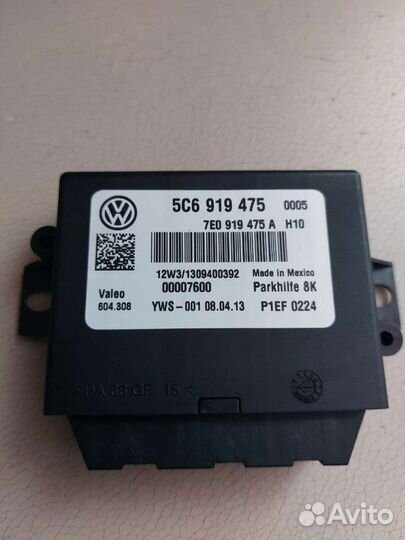 5C6 919 475 0005
7E0 919 475 A H10
12W3/1309400392 Made in Mexico
Valeo 00007600 Parkhilfe 8K
604.308 YWS-001 08.04.13 P1EF 0224
>PA66 GF 15<
Avito